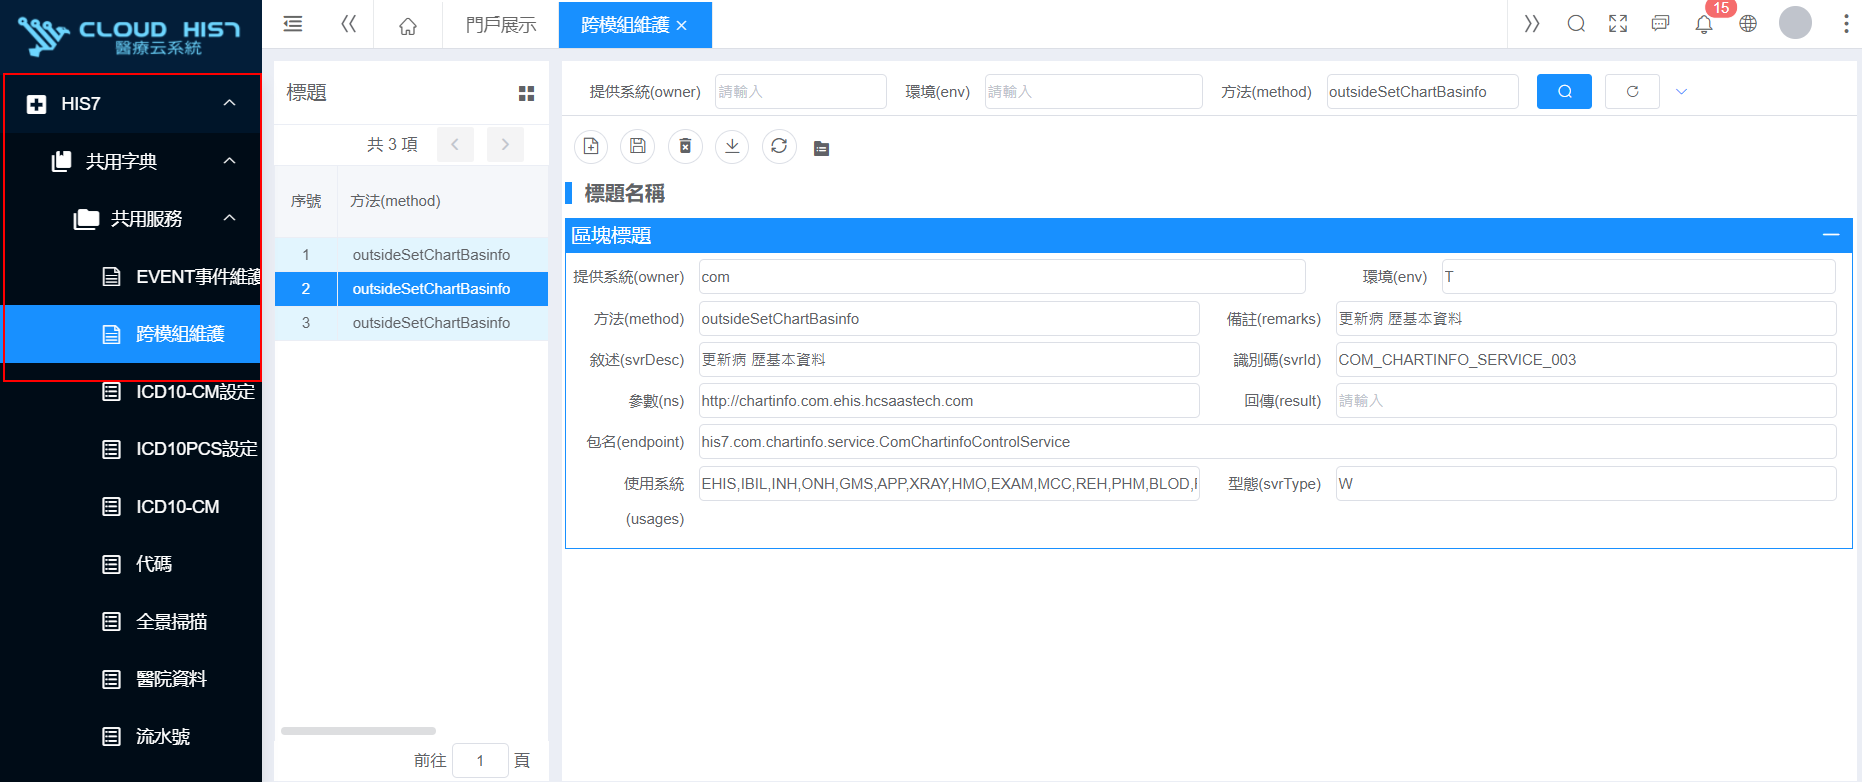 CLOUD HIS7
醫療云系統
HIS7
共用字典
共用服務
EVENT事件維護
跨模組維護
ICD10-CM設定
ICD10PCS設定
ICD10-CM
代碼
全景掃描
醫院資料
流水號
門戶展示
跨模組維護
15
標題
共 3 項
序號 方法(method)
1 outsideSetChartBasinfo
2 outsideSetChartBasinfo
3 outsideSetChartBasinfo
前往 1 頁
提供系統(owner) 請輸入 環境(env) 請輸入 方法(method) outsideSetChartBasinfo
標題名稱
區塊標題
提供系統(owner) com 環境(env) T
方法(method) outsideSetChartBasinfo 備註(remarks) 更新病 歷基本資料
敘述(svrDesc) 更新病 歷基本資料 識別碼(svrId) COM_CHARTINFO_SERVICE_003
參數(ns) http://chartinfo.com.ehis.hcsaastech.com 回傳(result) 請輸入
包名(endpoint) his7.com.chartinfo.service.ComChartinfoControlService
使用系統 EHIS,IBIL,INH,ONH,GMS,APP,XRAY,HMO,EXAM,MCC,REH,PHM,BLOD, 型態(svrType) W
(usages)